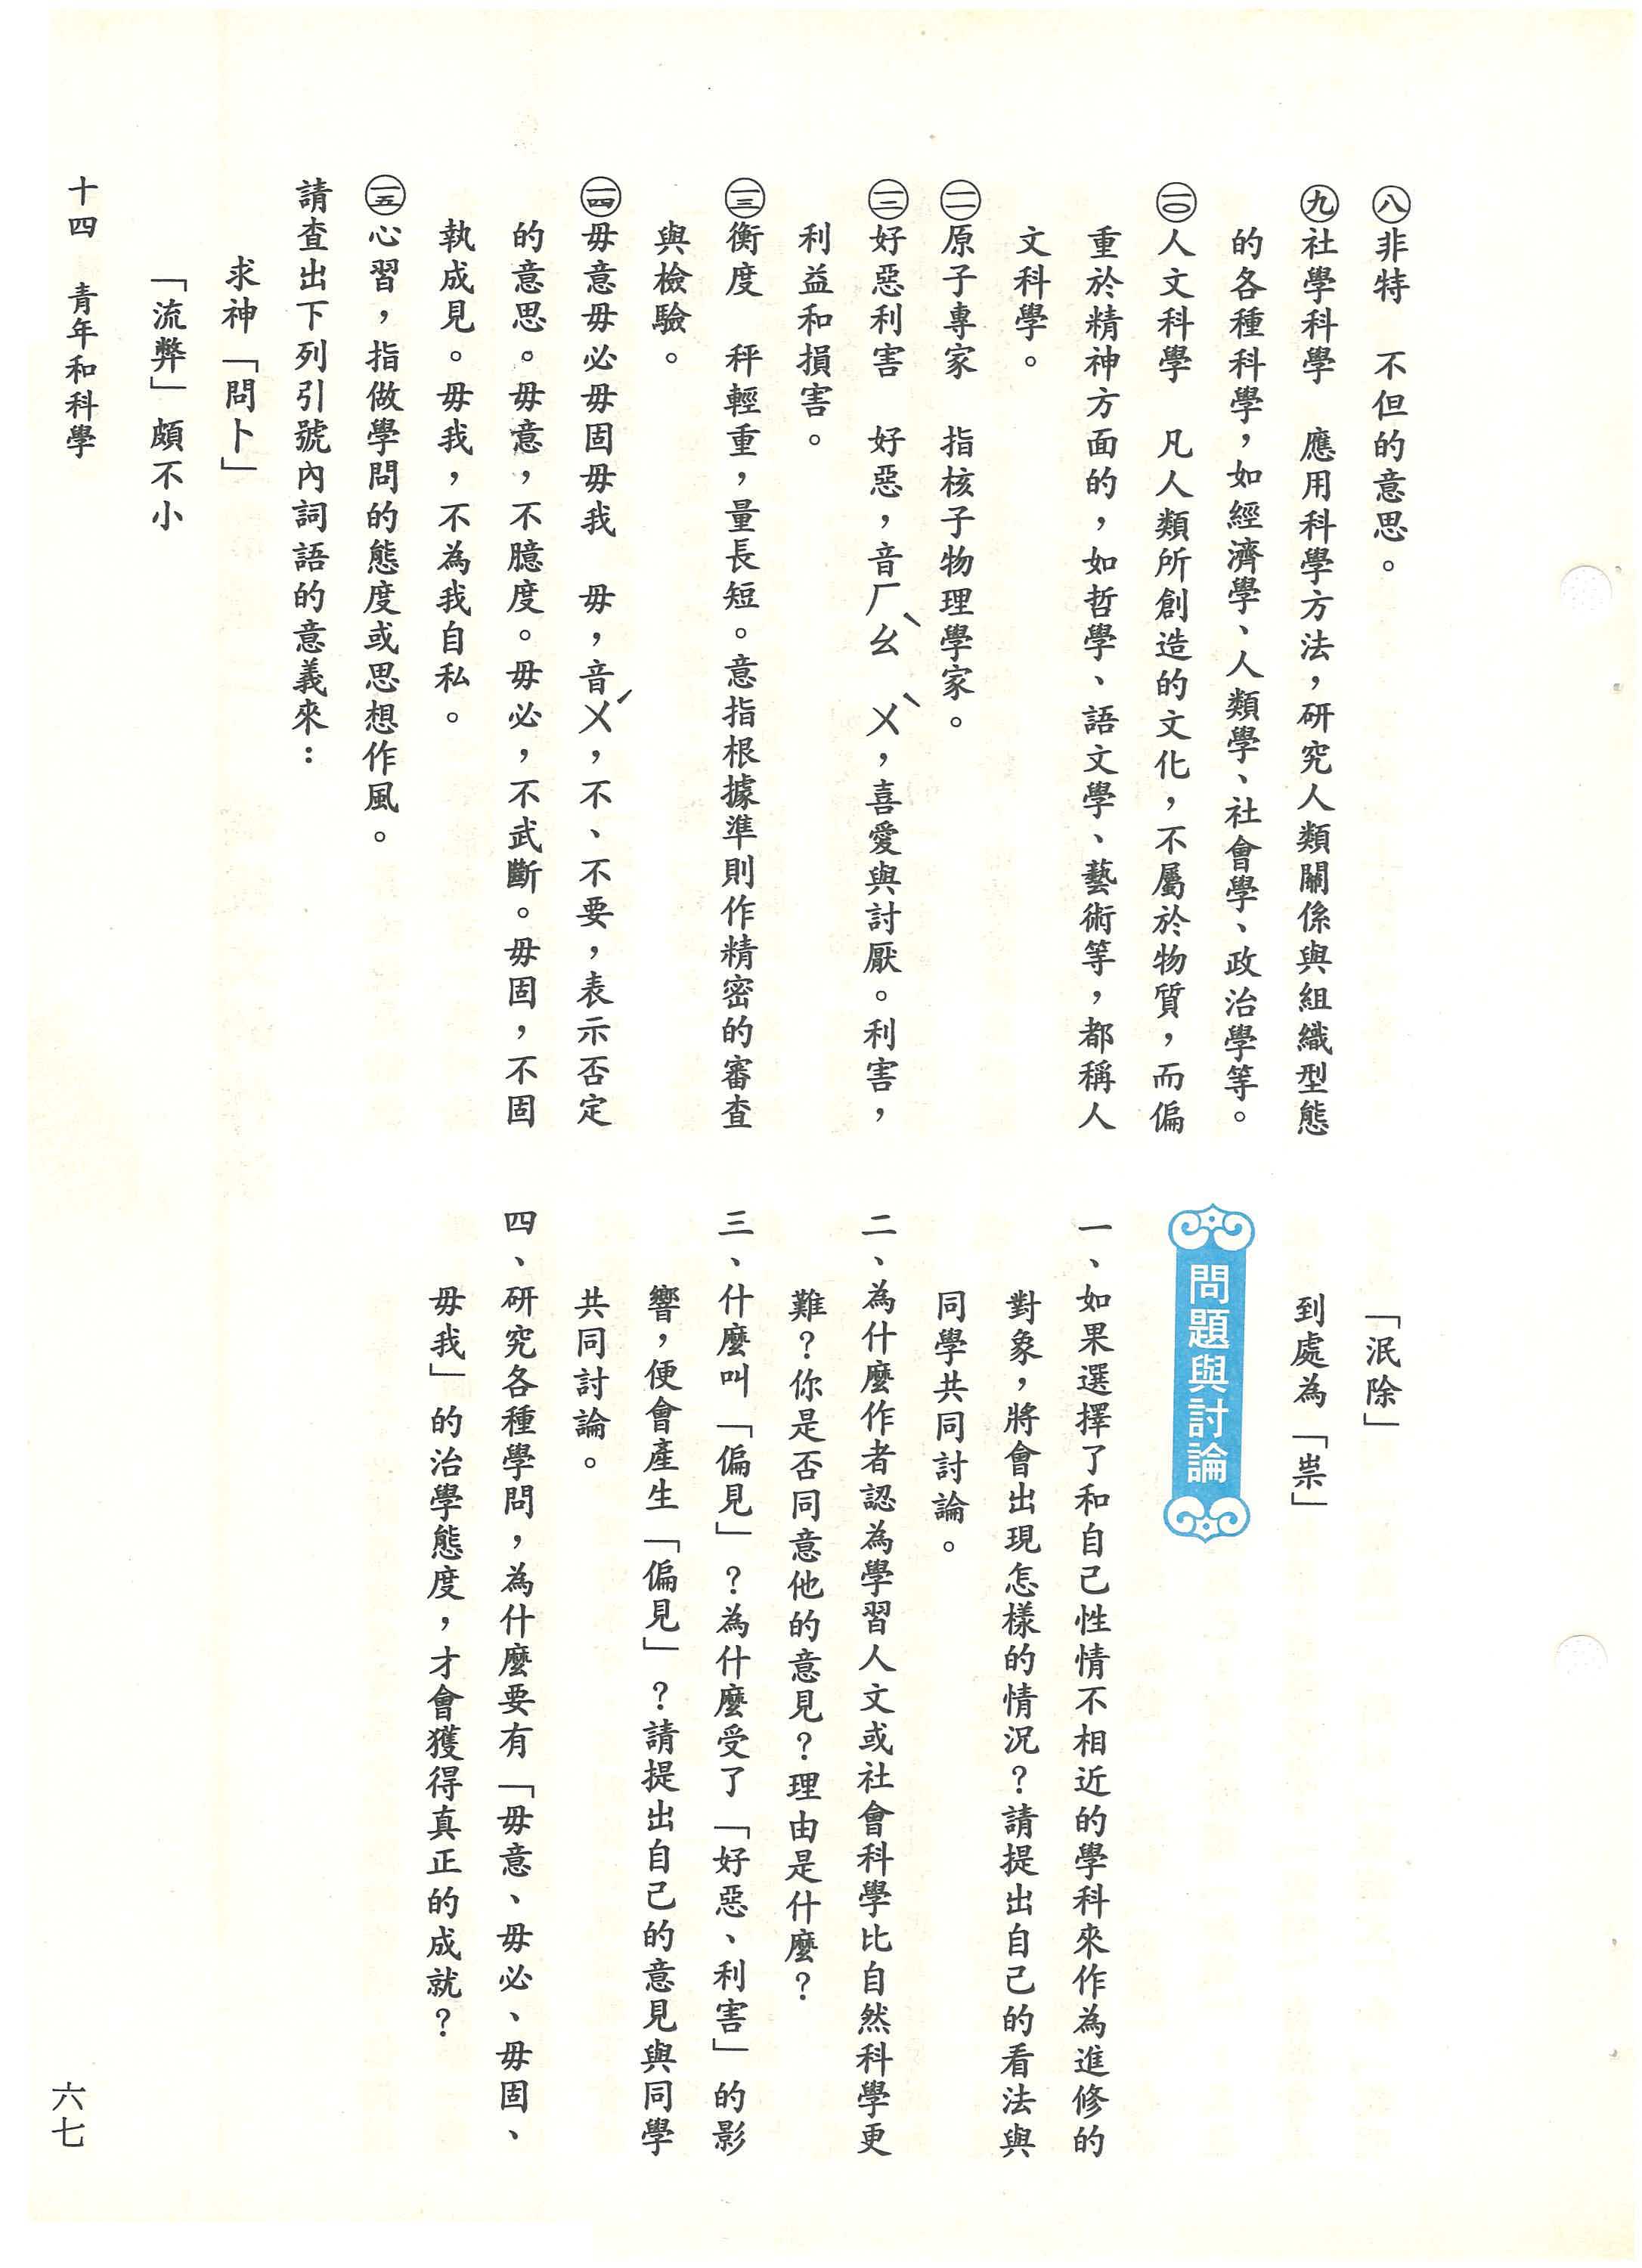 ㈧非特　不但的意思。
㈨社學科學　應用科學方法，研究人類關係與組織型態
的各種科學，如經濟學、人類學、社會學、政治學等。
㈩人文科學　凡人類所創造的文化，不屬於物質，而偏
重於精神方面的，如哲學、語文學、藝術等，都稱人
文科學。
(一一)原子專家　指核子物理學家。
(一二)好惡利害　好惡，音ㄏㄠˋ　ㄨˋ，喜愛與討厭。利害，
利益和損害。
(一三)衡度　秤輕重，量長短。意指根據準則作精密的審查
與檢驗。
(一四)毋意毋必毋固毋我　毋，音ㄨˊ，不、不要，表示否定
的意思。毋意，不臆度。毋必，不武斷。毋固，不固
執成見。毋我，不為我自私。
(一五)心習，指做學問的態度或思想作風。
請查出下列引號內詞語的意義來：
求神「問卜」
「流弊」頗不小
「泯除」
到處為「祟」
問題與討論
一、如果選擇了和自己性情不相近的學科來作為進修的
對象，將會出現怎樣的情況？請提出自己的看法與
同學共同討論。
二、為什麼作者認為學習人文或社會科學比自然科學更
難？你是否同意他的意見？理由是什麼？
三、什麼叫「偏見」？為什麼受了「好惡、利害」的影
響，便會產生「偏見」？請提出自己的意見與同學
共同討論。
四、研究各種學問，為什麼要有「毋意、毋必、毋固、
毋我」的治學態度，才會獲得真正的成就？
十四　青年和科學
六七